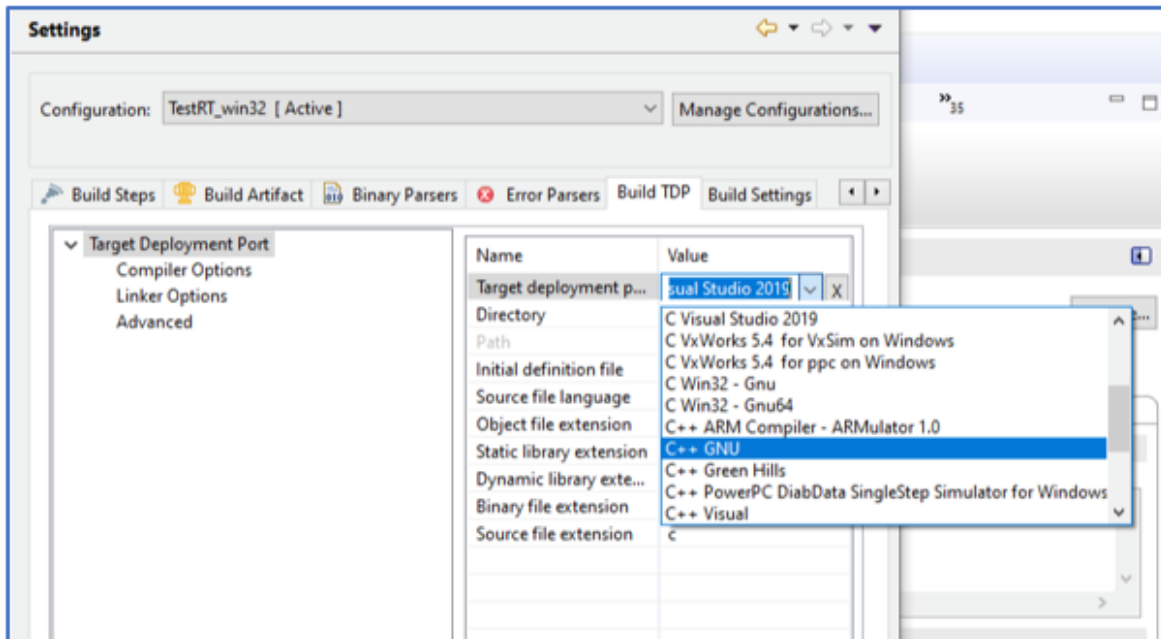 Settings
Configuration: TestRT_win32 [ Active ] Manage Configurations...
»35
Build Steps Build Artifact Binary Parsers Error Parsers Build TDP Build Settings
Target Deployment Port
Compiler Options
Linker Options
Advanced
Name Value
Target deployment p... sual Studio 2019 X
Directory
Path
Initial definition file
Source file language
Object file extension
Static library extension
Dynamic library exte...
Binary file extension
Source file extension c
C Visual Studio 2019
C VxWorks 5.4 for VxSim on Windows
C VxWorks 5.4 for ppc on Windows
C Win32 - Gnu
C Win32 - Gnu64
C++ ARM Compiler - ARMulator 1.0
C++ GNU
C++ Green Hills
C++ PowerPC DiabData SingleStep Simulator for Windows
C++ Visual